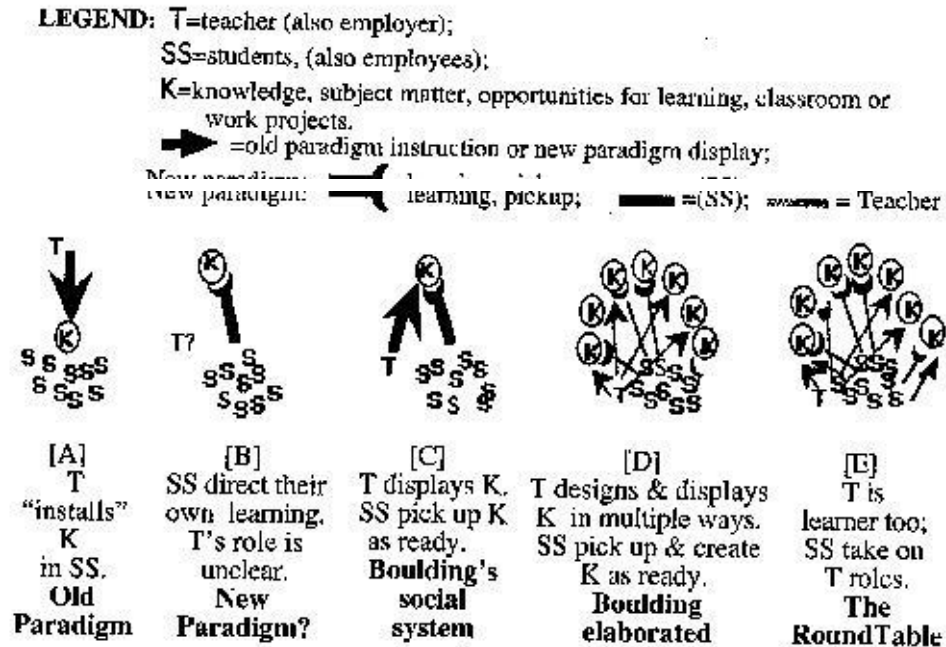 LEGEND: T=teacher (also employer);
SS=students, (also employees);
K=knowledge, subject matter, opportunities for learning, classroom or
work projects.
=old paradigm instruction or new paradigm display;
New paradigm: learning, pickup; =(SS); = Teacher
T K S S S S S S S S S S
K T? S S S S S S S S S
K T S S S S S S S S S
K K K K K K K T S S S S S S S S S S
K K K K K K K K T S S S S S S S S S
[A]
T
“installs”
K
in SS.
Old
Paradigm
[B]
SS direct their
own learning.
T's role is
unclear.
New
Paradigm?
[C]
T displays K.
SS pick up K
as ready.
Boulding's
social
system
[D]
T designs & displays
K in multiple ways.
SS pick up & create
K as ready.
Boulding
elaborated
[E]
T is
learner too;
SS take on
T roles.
The
RoundTable